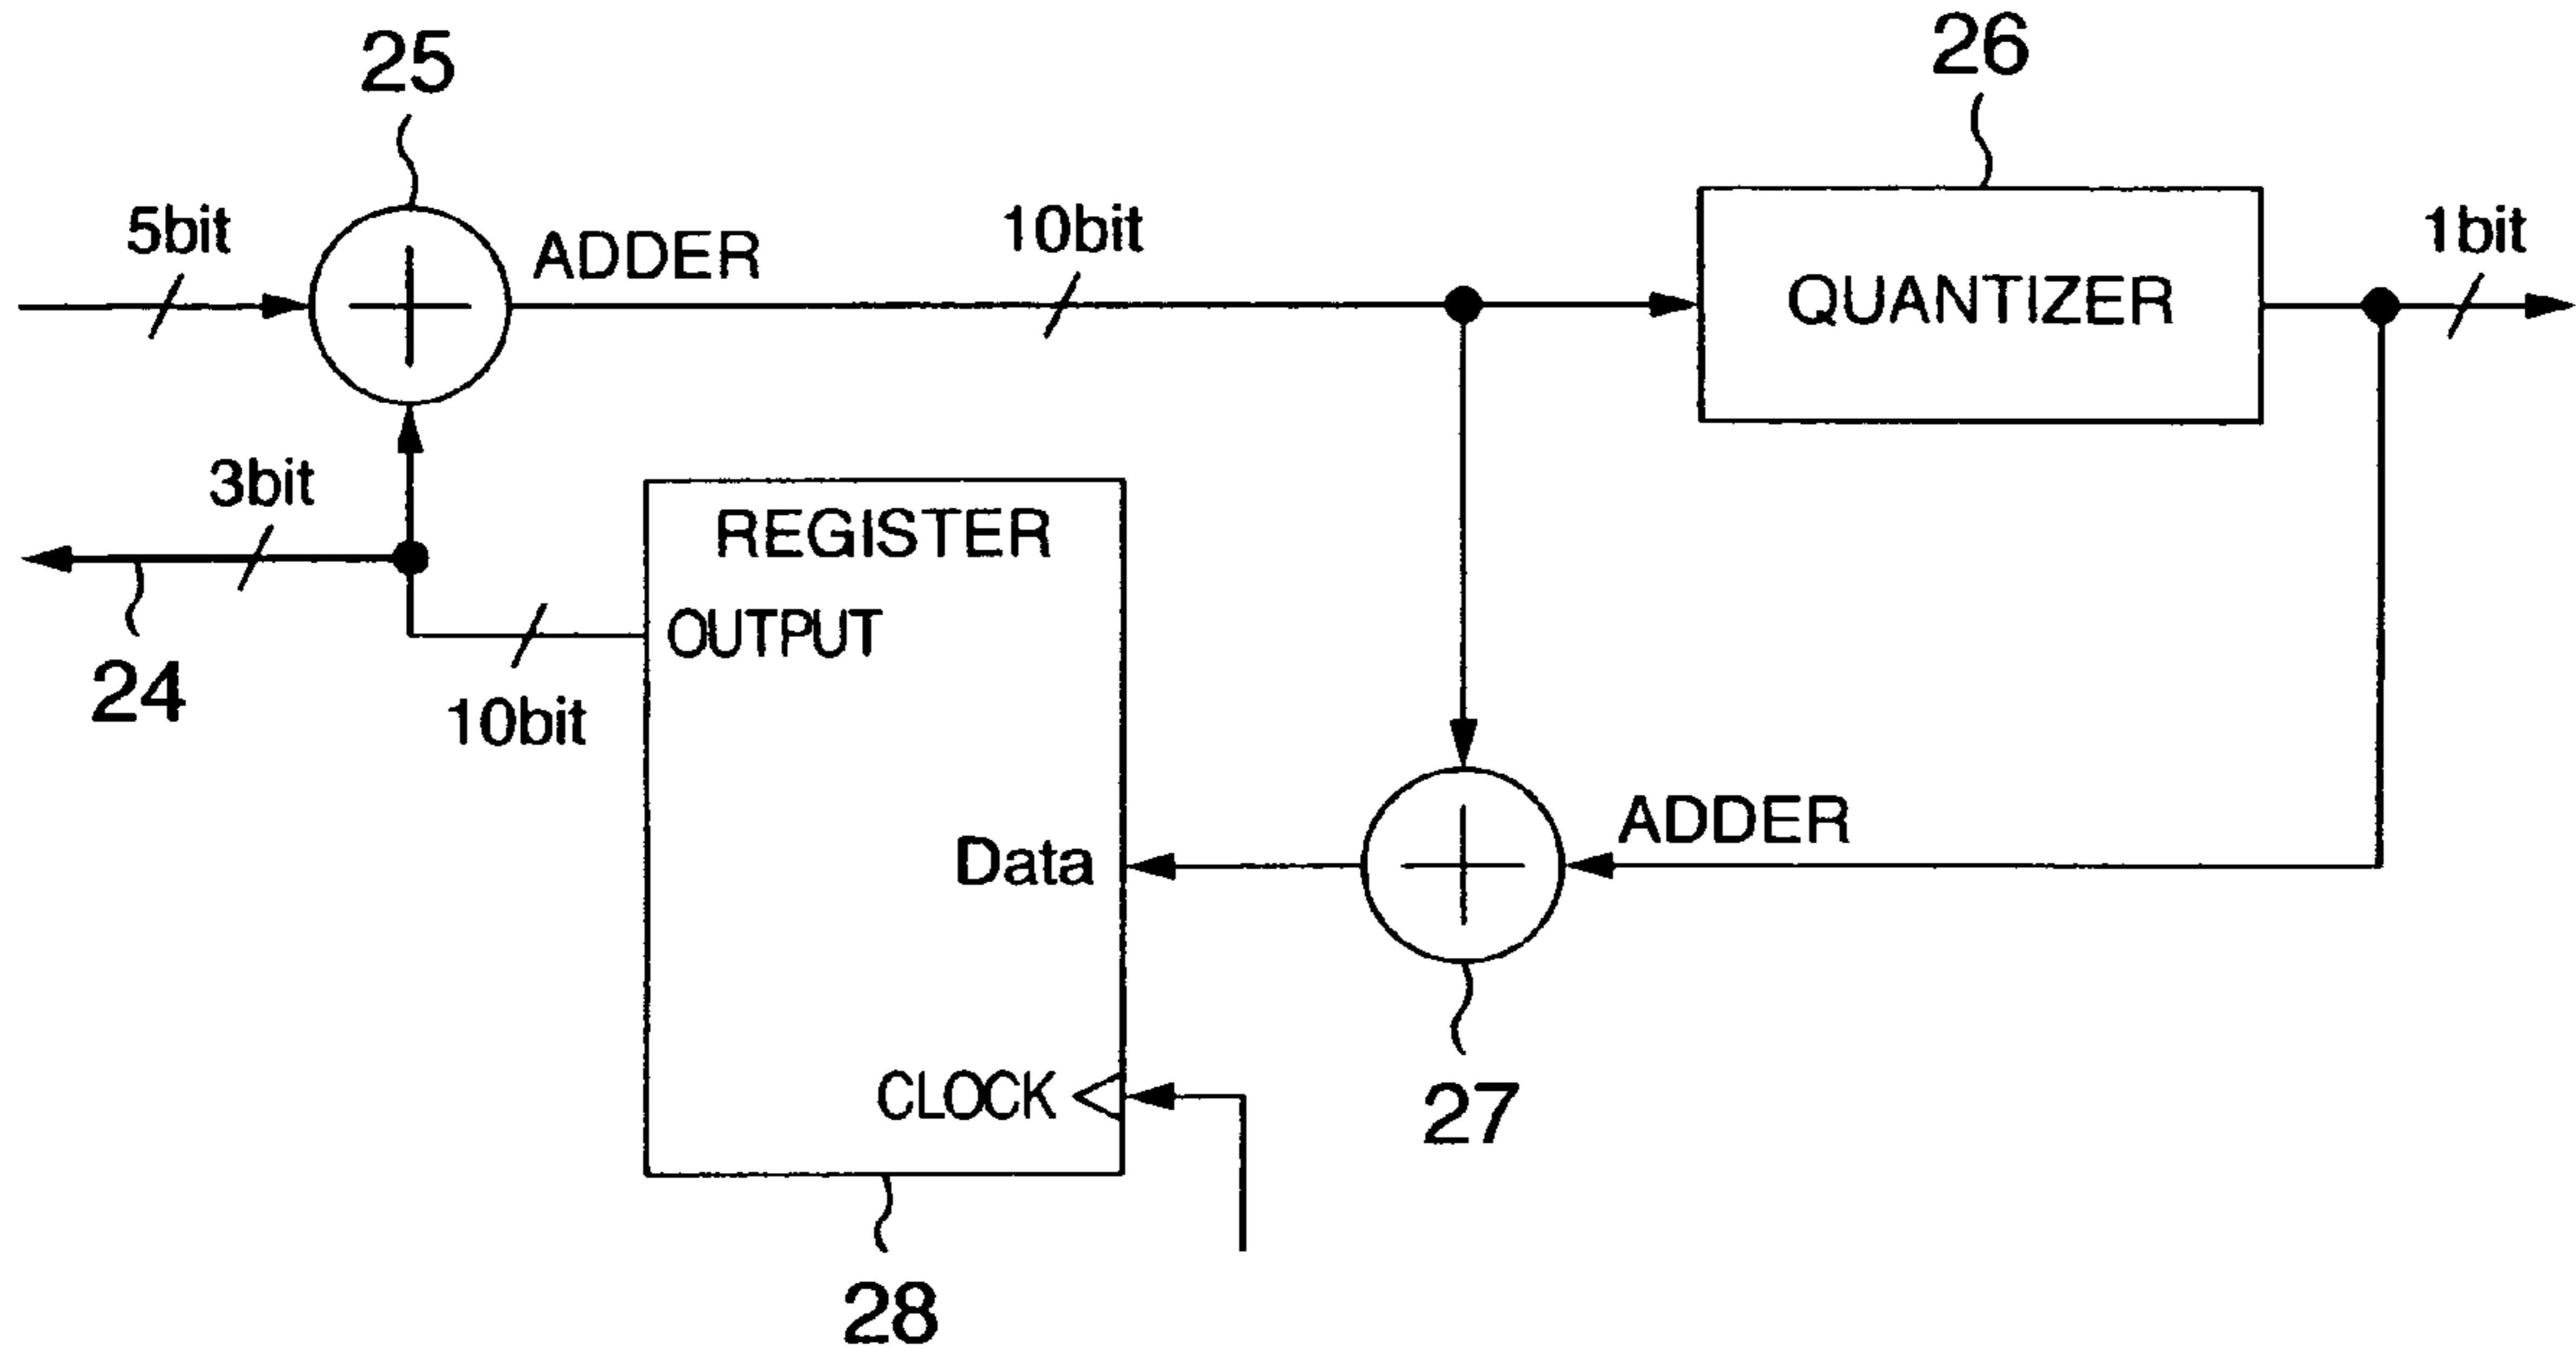 25
26
5bit
ADDER
10bit
QUANTIZER
1bit
3bit
REGISTER
OUTPUT
24
10bit
Data
ADDER
CLOCK
27
28